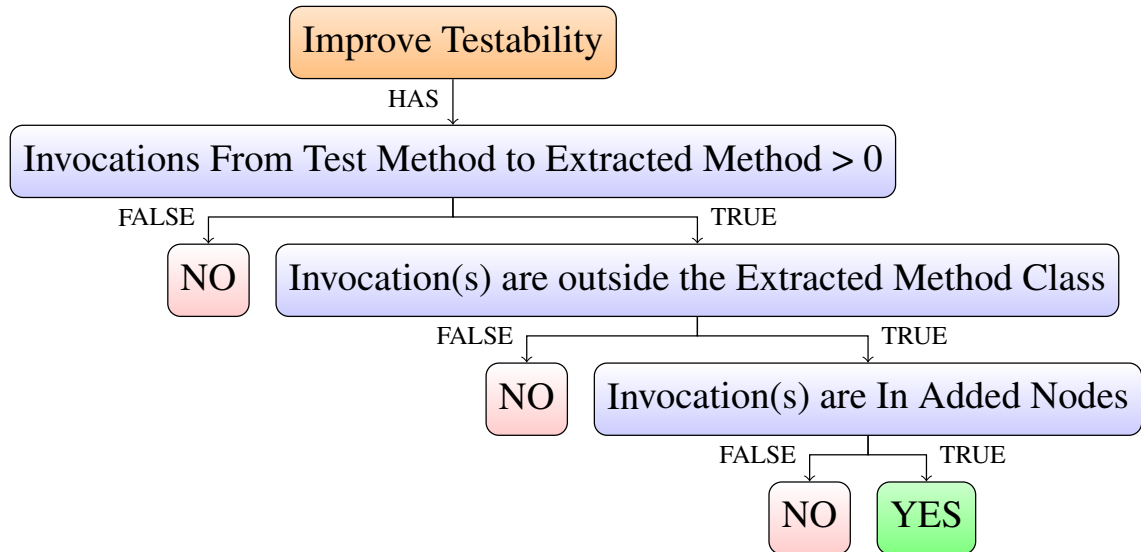 Improve Testability
HAS
Invocations From Test Method to Extracted Method > 0
FALSE
TRUE
NO
Invocation(s) are outside the Extracted Method Class
FALSE
TRUE
NO
Invocation(s) are In Added Nodes
FALSE
TRUE
NO
YES